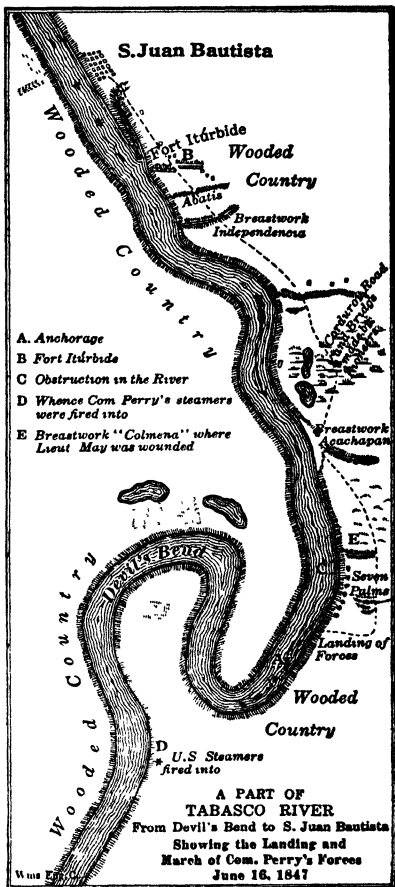 S. Juan Bautista
Wooded Country
Fort Itúrbide
B
Wooded
Country
Abatis
Breastwork
Independencia
Corduroy Road
A. Anchorage
B Fort Itúrbide
C Obstruction in the River
D Whence Com Perry's steamers
were fired into
E Breastwork "Colmena" where
Lieut May was wounded
Breastwork
Acachapan
Devil's Bend
E
C
Seven
Palms
Landing of
Forces
A
Wooded Country
Wooded
Country
D
U.S Steamers
fired into
A PART OF
TABASCO RIVER
From Devil's Bend to S. Juan Bautista
Showing the Landing and
March of Com. Perry's Forces
June 16, 1847